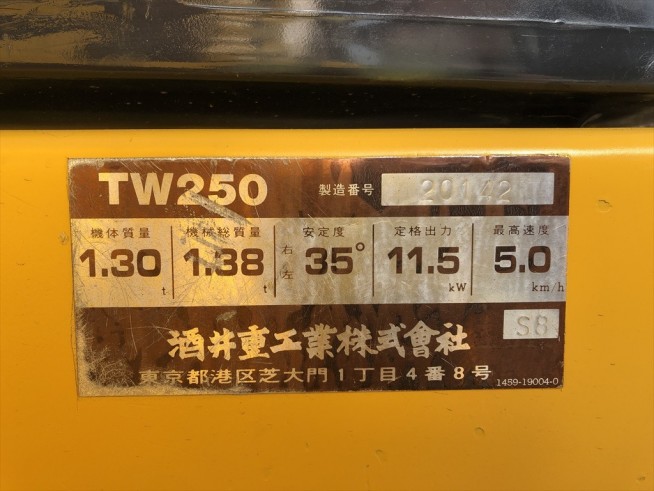 TW250 製造番号 20142
機体質量 機械総質量 安定度 定格出力 最高速度
1.30 t 1.38 t 右左 35° 11.5 kW 5.0 km/h
S8
酒井重工業株式會社
東京都港区芝大門1丁目4番8号
1459-19004-0